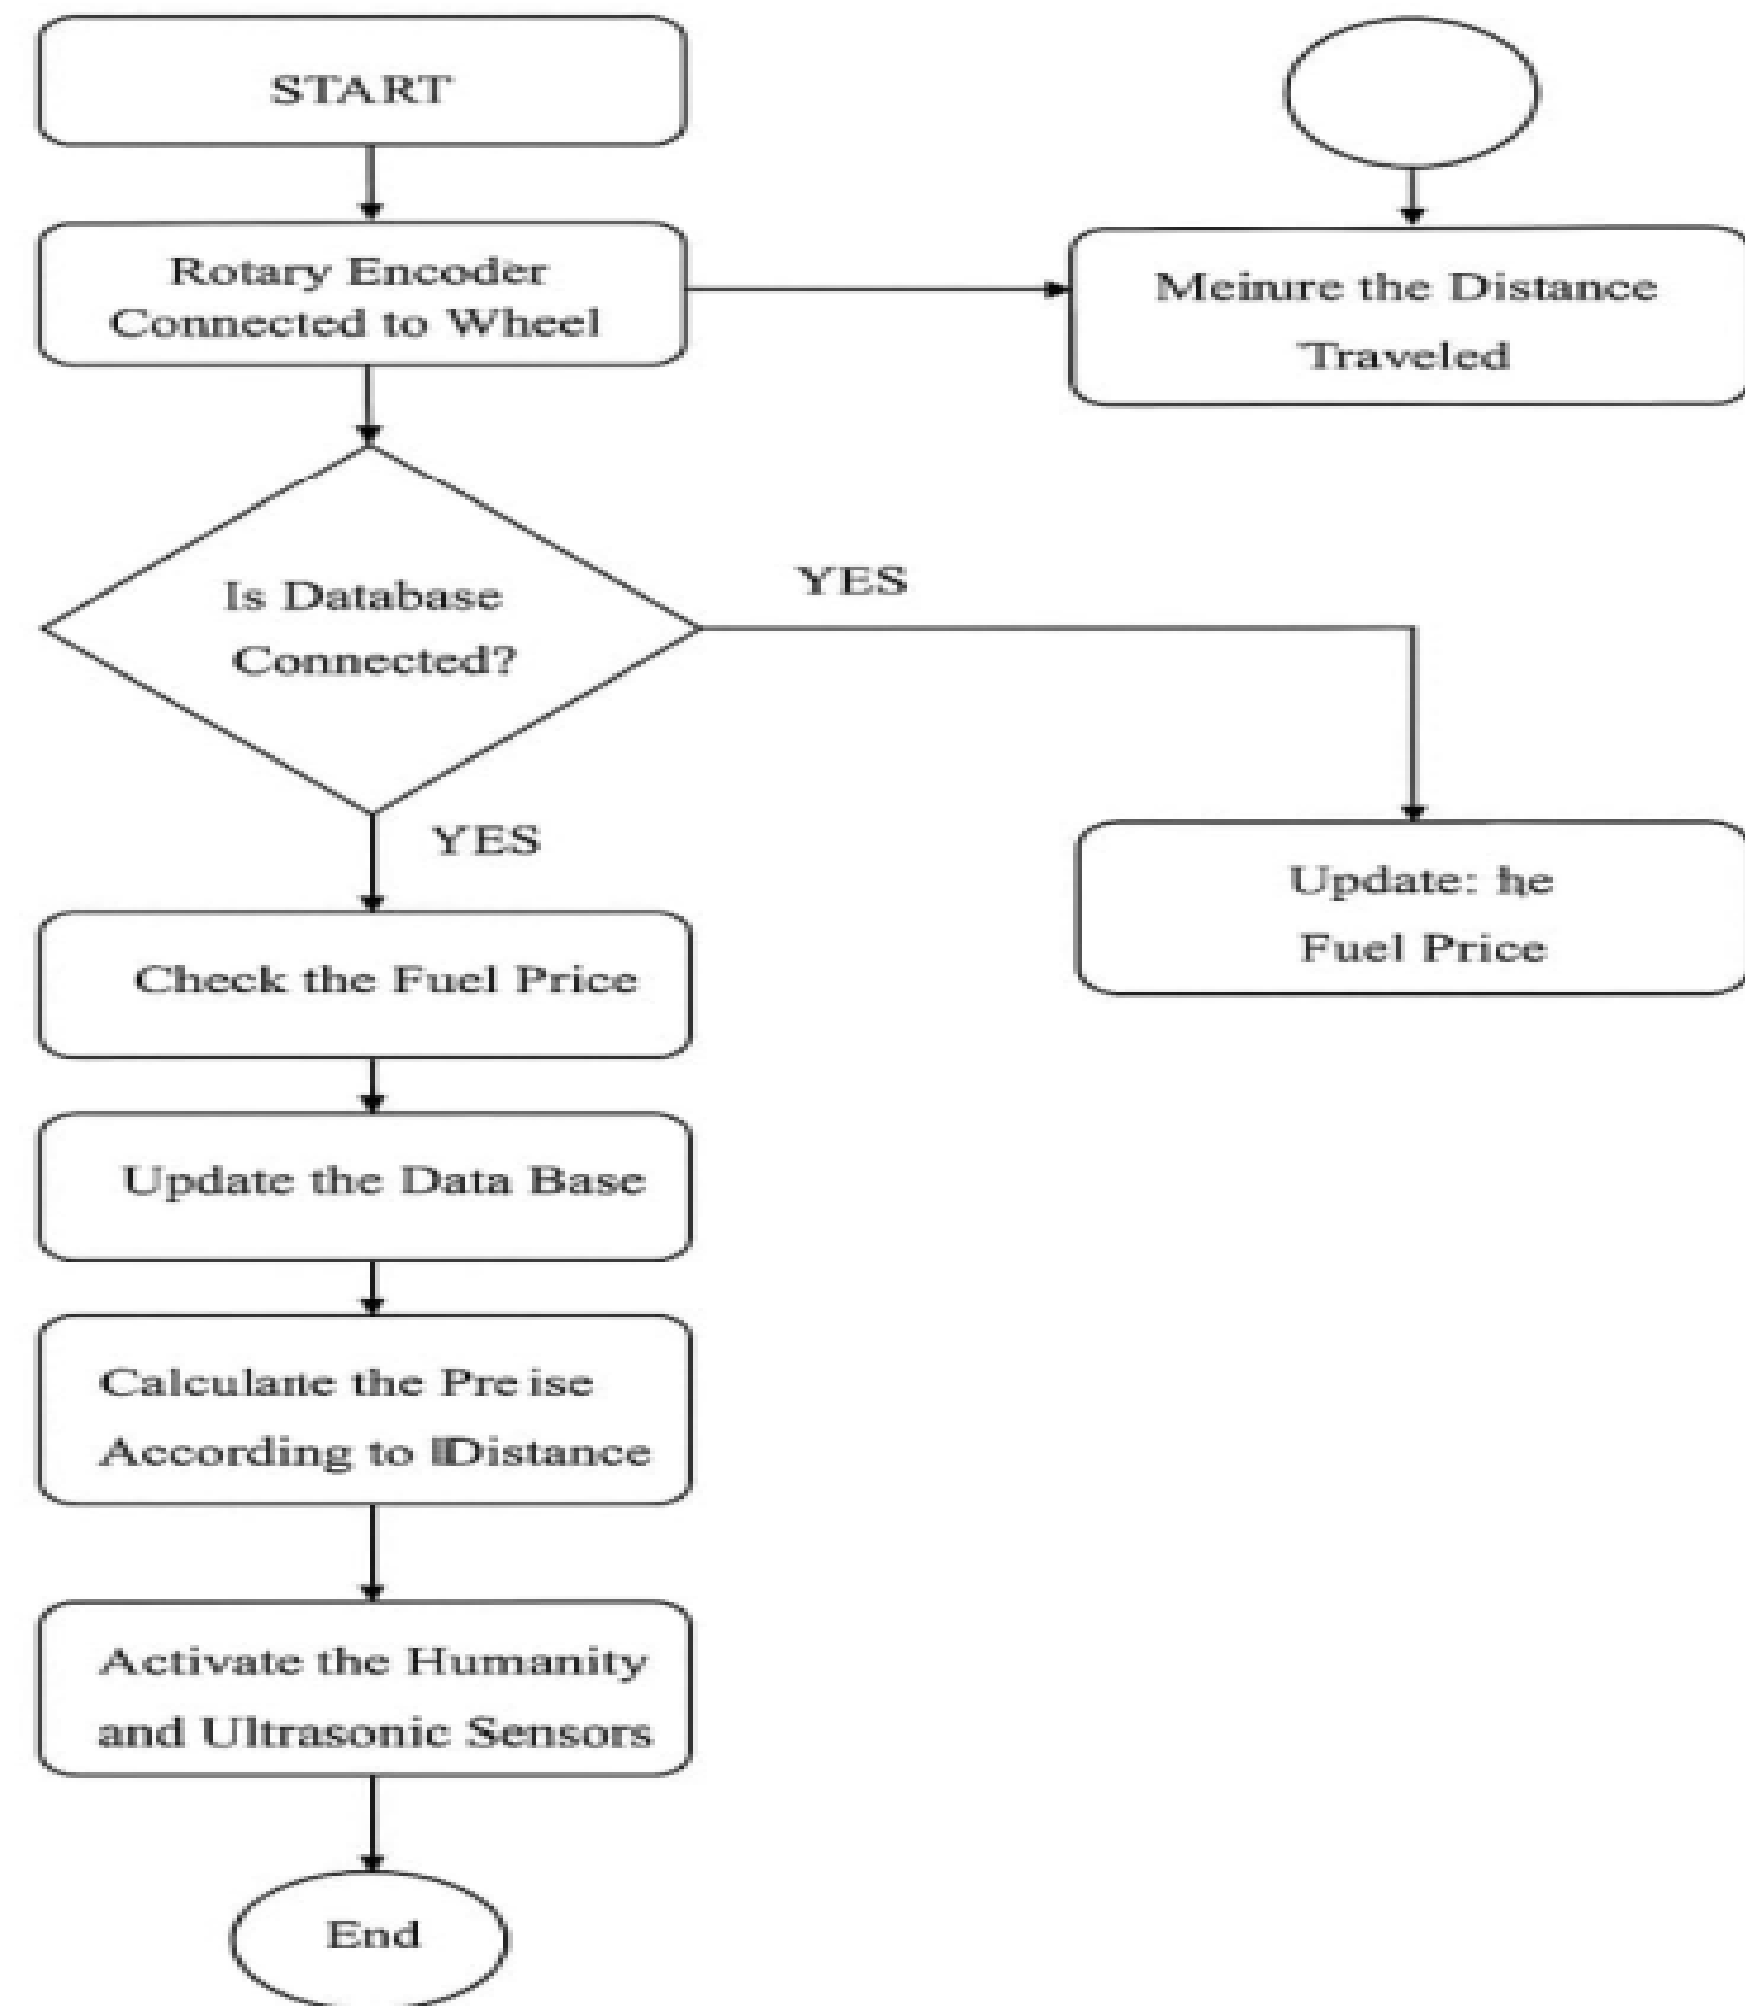 START
Rotary Encoder
Connected to Wheel
Meinure the Distance
Traveled
Is Database
Connected?
YES
YES
Update: he
Fuel Price
Check the Fuel Price
Update the Data Base
Calculane the Pre ise
According to Distance
Activate the Humanity
and Ultrasonic Sensors
End